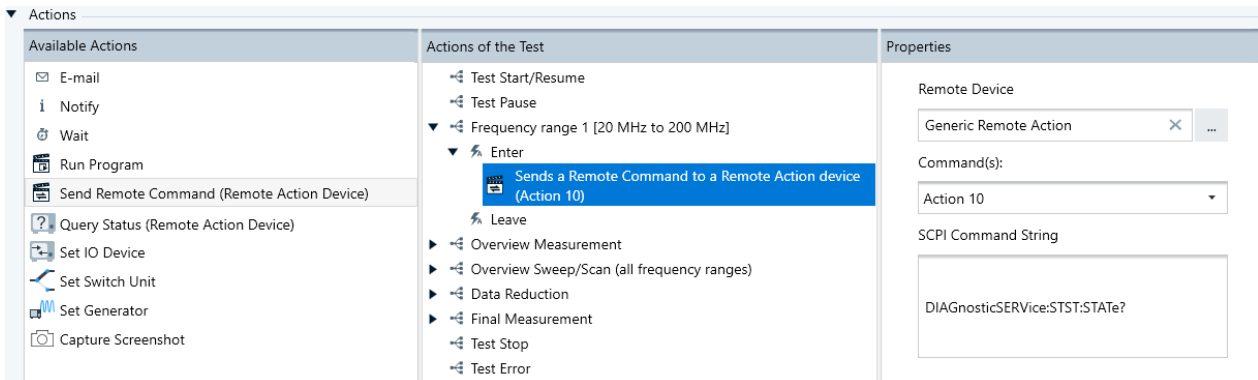 Actions
Available Actions
E-mail
Notify
Wait
Run Program
Send Remote Command (Remote Action Device)
Query Status (Remote Action Device)
Set IO Device
Set Switch Unit
Set Generator
Capture Screenshot
Actions of the Test
Test Start/Resume
Test Pause
Frequency range 1 [20 MHz to 200 MHz]
Enter
Sends a Remote Command to a Remote Action device
(Action 10)
Leave
Overview Measurement
Overview Sweep/Scan (all frequency ranges)
Data Reduction
Final Measurement
Test Stop
Test Error
Properties
Remote Device
Generic Remote Action
...
Command(s):
Action 10
SCPI Command String
DIAGnosticSERVice:STST:STATe?